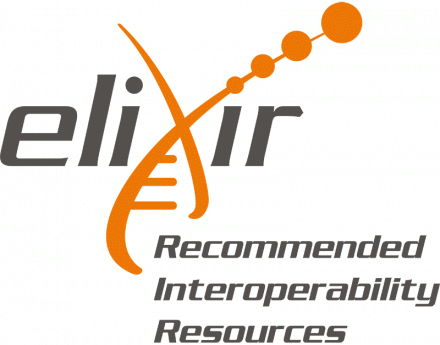 elixir
Recommended
Interoperability
Resources